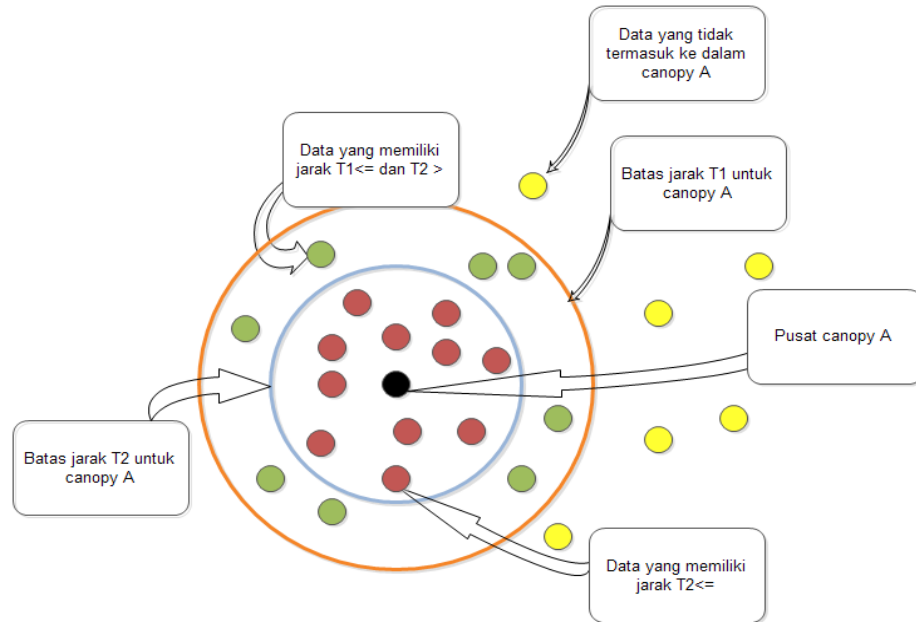 Data yang tidak
termasuk ke dalam
canopy A
Data yang memiliki
jarak T1<= dan T2 >
Batas jarak T1 untuk
canopy A
Pusat canopy A
Batas jarak T2 untuk
canopy A
Data yang memiliki
jarak T2<=